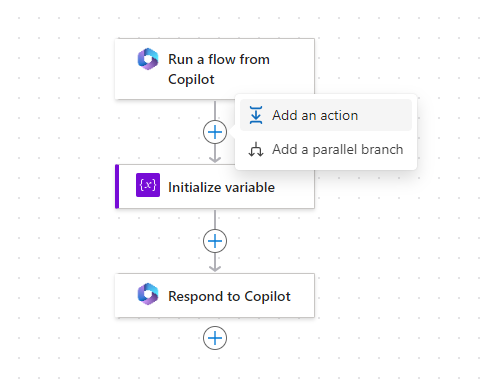 Run a flow from
Copilot
Add an action
Add a parallel branch
{x}
Initialize variable
Respond to Copilot